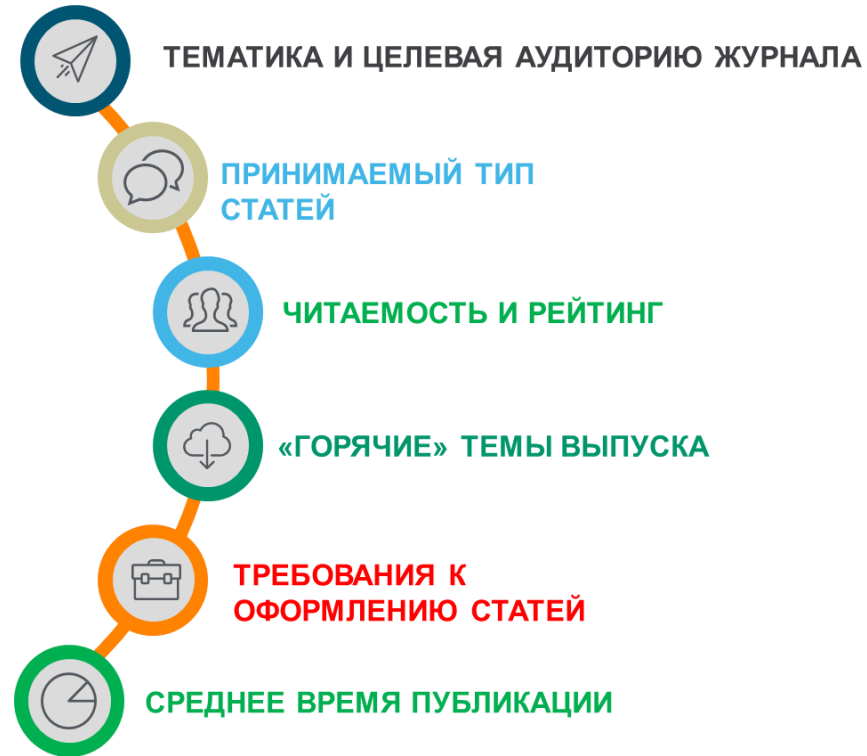 ТЕМАТИКА И ЦЕЛЕВАЯ АУДИТОРИЮ ЖУРНАЛА
ПРИНИМАЕМЫЙ ТИП
СТАТЕЙ
ЧИТАЕМОСТЬ И РЕЙТИНГ
«ГОРЯЧИЕ» ТЕМЫ ВЫПУСКА
ТРЕБОВАНИЯ К
ОФОРМЛЕНИЮ СТАТЕЙ
СРЕДНЕЕ ВРЕМЯ ПУБЛИКАЦИИ